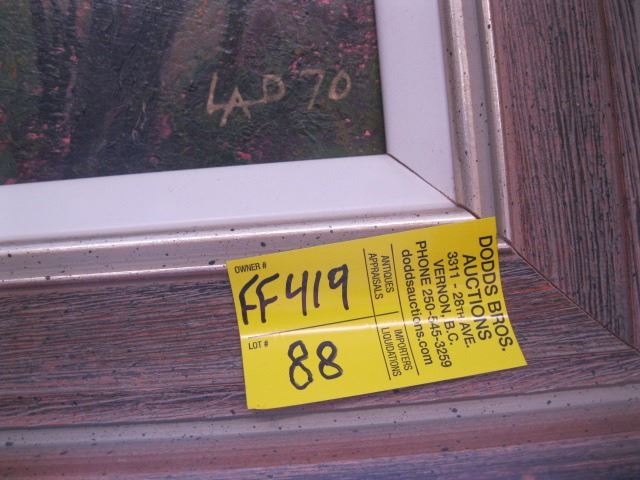 LAD 70
OWNER #
FF419
LOT #
88
ANTIQUES
APPRAISALS
IMPORTERS
LIQUIDATIONS
DODDS BROS.
AUCTIONS
3311 - 28TH AVE.
VERNON, B.C.
PHONE 250-545-3259
doddsauctions.com